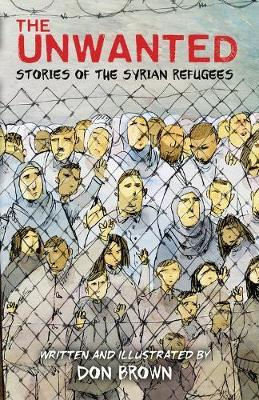 THE
UNWANTED
STORIES OF THE SYRIAN REFUGEES
WRITTEN AND ILLUSTRATED BY
DON BROWN